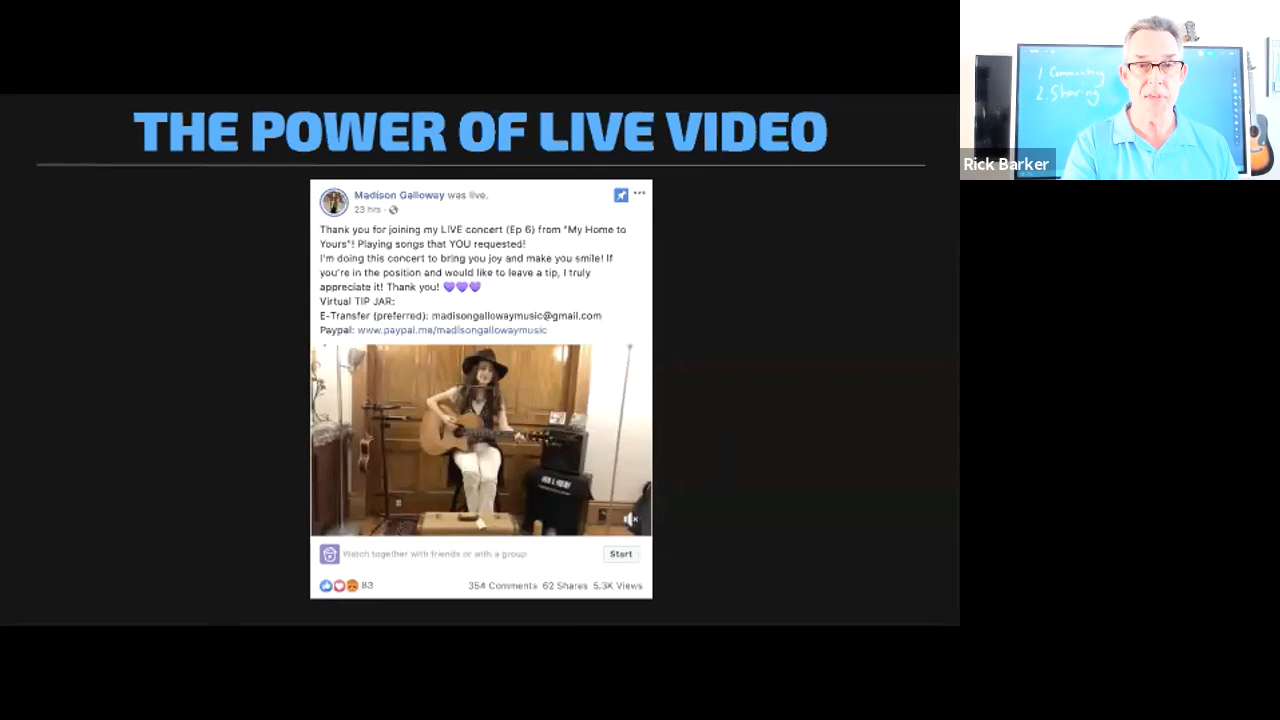 THE POWER OF LIVE VIDEO
Madison Galloway was live.
23 hrs ·
Thank you for joining my LIVE concert (Ep 6) from "My Home to
Yours"! Playing songs that YOU requested!
I'm doing this concert to bring you joy and make you smile! If
you're in the position and would like to leave a tip, I truly
appreciate it! Thank you! 💜💜💜
Virtual TIP JAR:
E-Transfer (preferred): madisongallowaymusic@gmail.com
Paypal: www.paypal.me/madisongallowaymusic
Watch together with friends or with a group
Start
83
354 Comments 62 Shares 5.3K Views
1. Commenting
2. Sharing
Rick Barker